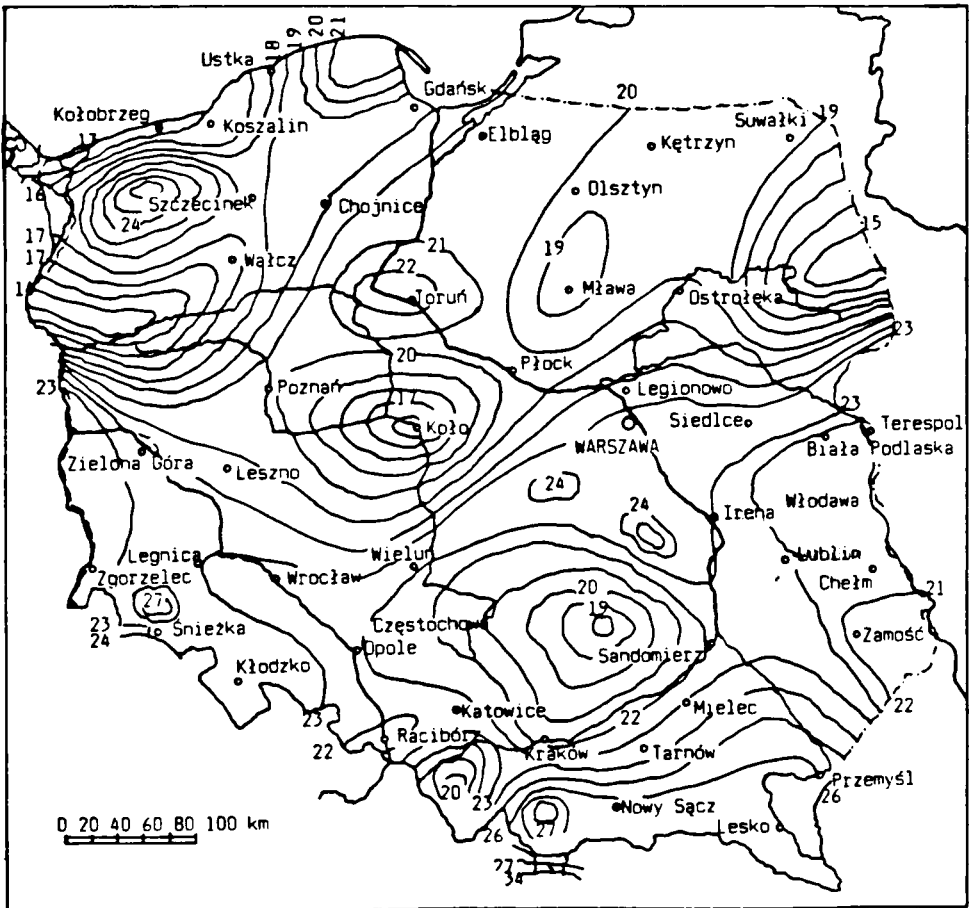 18
19
20
21
Ustka
Gdańsk
20
Kołobrzeg
Koszalin
Elbląg
19
Suwałki
Kętrzyn
17
16
Szczecinek
24
Olsztyn
Chojnice
15
17
17
Wałcz
21
22
19
Toruń
Mława
Ostrołęka
23
20
Płock
23
Poznań
17
Legionowo
23
Koło
Siedlce
Terespol
WARSZAWA
Biała Podlaska
Zielona Góra
Leszno
24
24
Włodawa
Irena
Legnica
Wieluń
Lublin
Zgorzelec
Wrocław
Chełm
27
20
21
19
23
Śnieżka
Częstochowa
24
Zamość
Opole
Sandomierz
Kłodzko
Katowice
22
Mielec
22
23
22
Racibórz
Kraków
Tarnów
20
23
Przemyśl
26
0 20 40 60 80 100 km
26
27
Nowy Sącz
Lesko
34